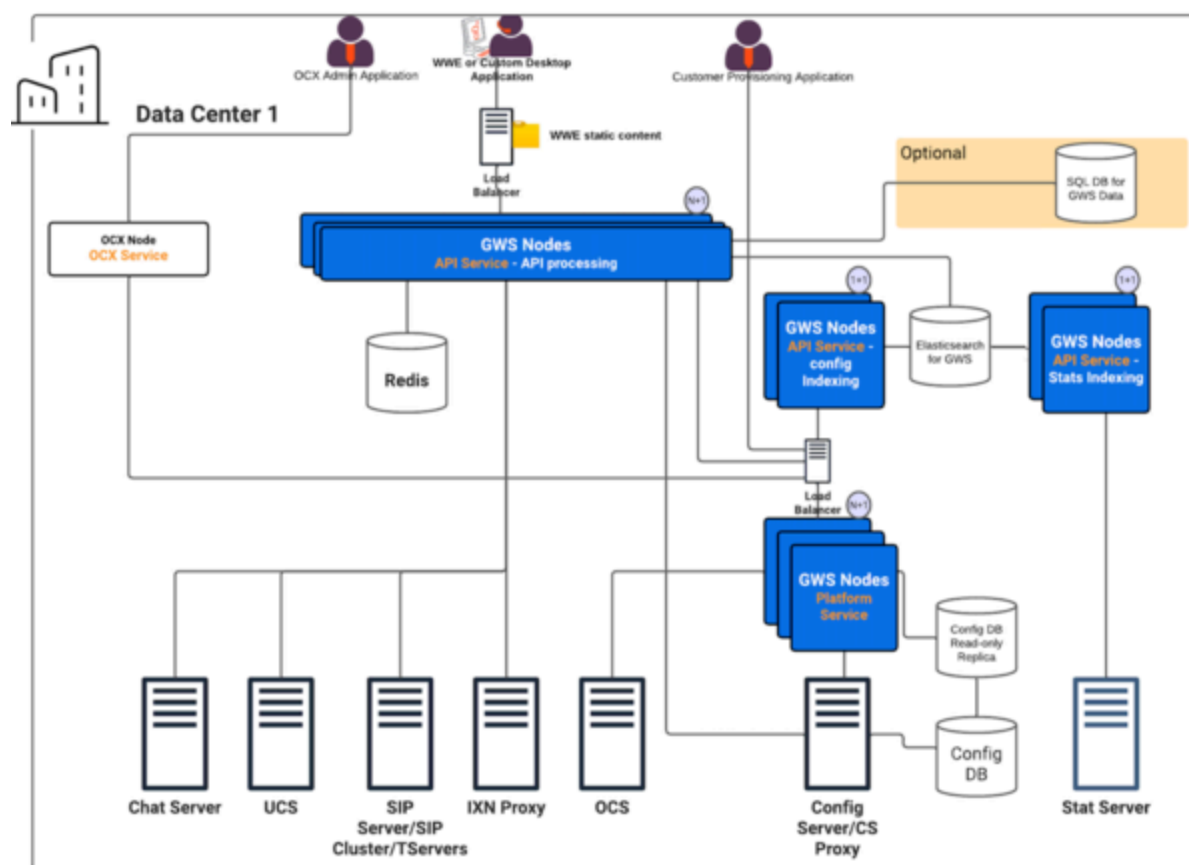 OCX Admin Application
WWE or Custom Desktop
Application
Customer Provisioning Application
Data Center 1
WWE static content
Load
Balancer
Optional
SQL DB for
GWS Data
N+1
OCX Node
OCX Service
GWS Nodes
API Service - API processing
1+1
1+1
GWS Nodes
API Service -
config
Indexing
Elasticsearch
for GWS
GWS Nodes
API Service -
Stats Indexing
Redis
Load
Balancer
N+1
GWS Nodes
Platform
Service
Config DB
Read-only
Replica
Config
DB
Chat Server
UCS
SIP
Server/SIP
Cluster/TServers
IXN Proxy
OCS
Config
Server/CS
Proxy
Stat Server